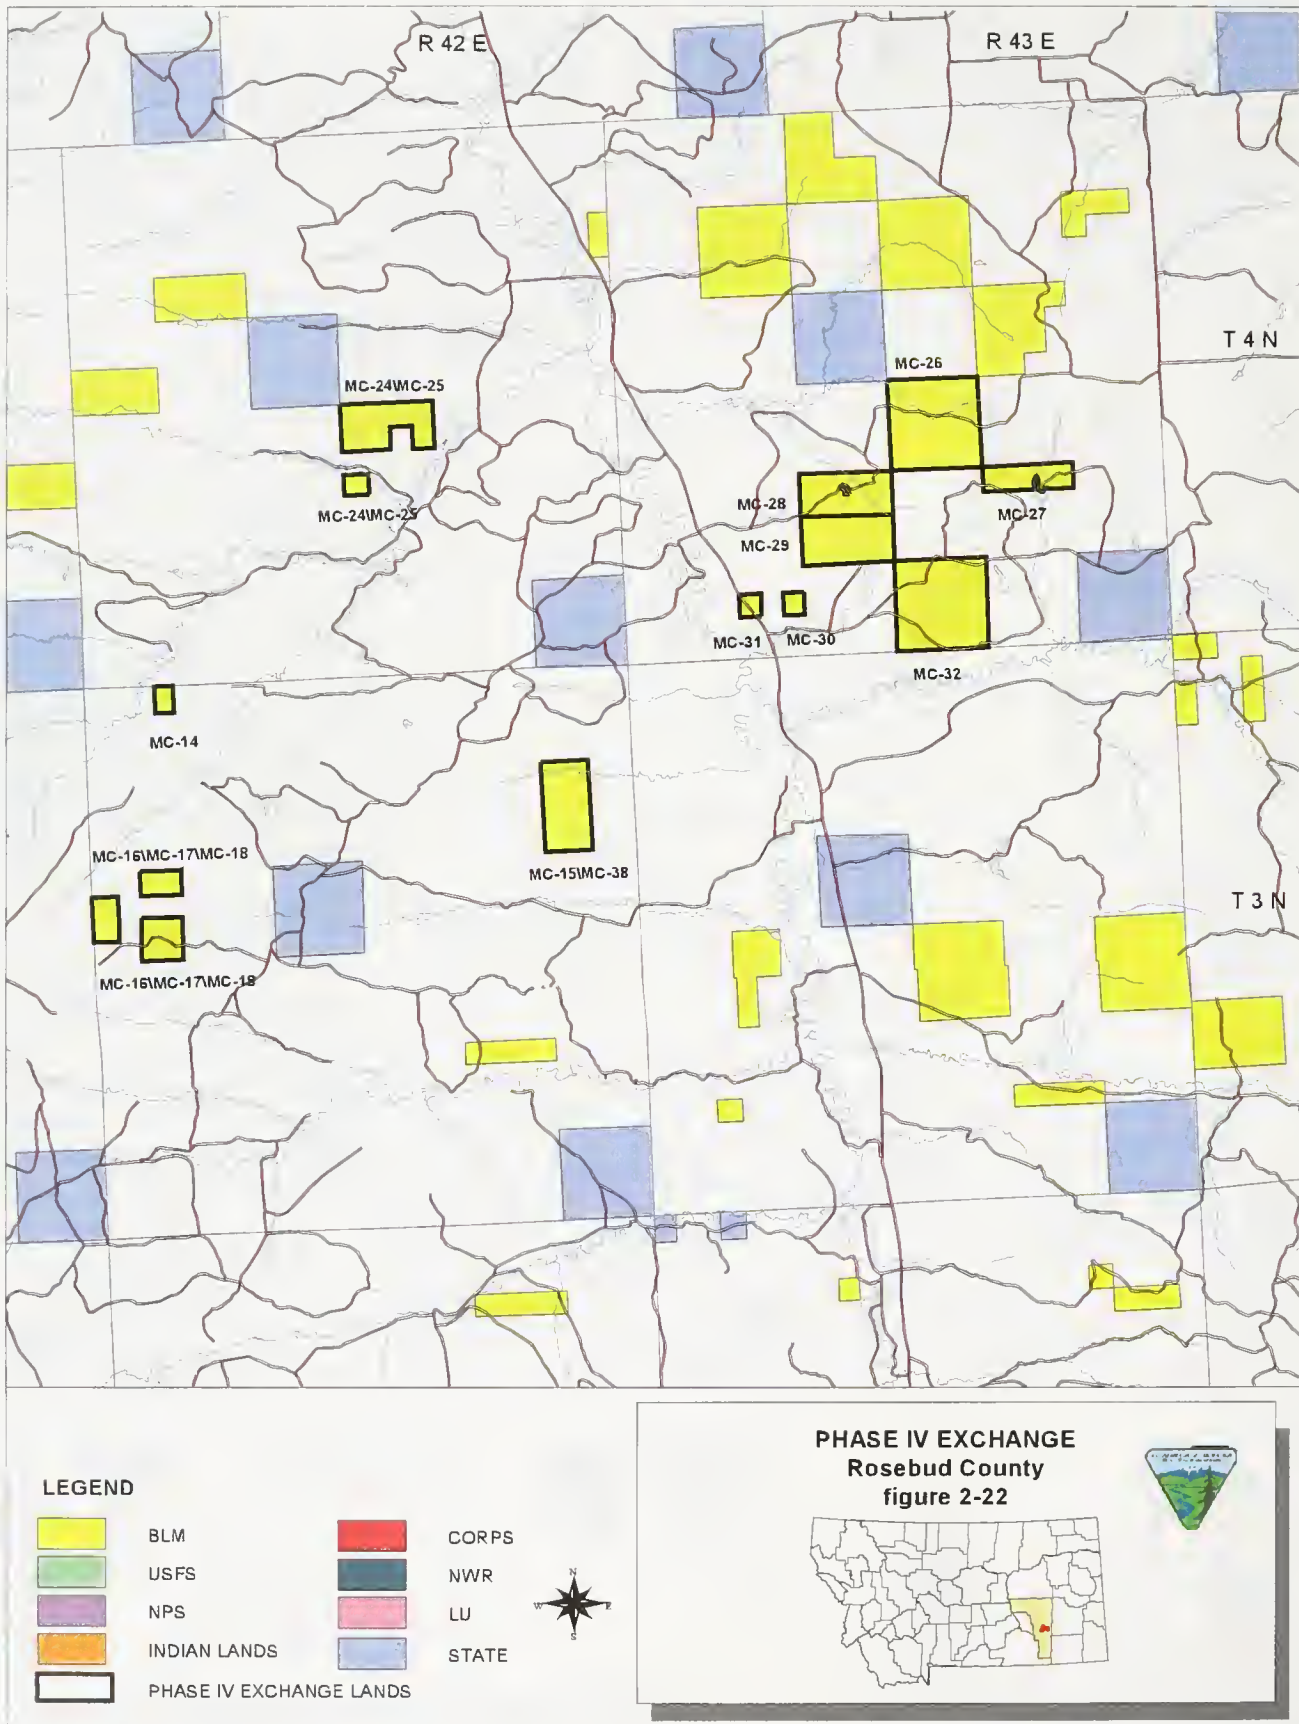 R 42 E
R 43 E
T 4 N
MC-26
MC-24\MC-25
MC-24\MC-25
MC-28
MC-27
MC-29
MC-31
MC-30
MC-32
MC-14
MC-16\MC-17\MC-18
MC-15\MC-38
T 3 N
MC-16\MC-17\MC-18
PHASE IV EXCHANGE
Rosebud County
figure 2-22
LEGEND
BLM
USFS
NPS
INDIAN LANDS
PHASE IV EXCHANGE LANDS
CORPS
NWR
LU
STATE
N
W
E
S